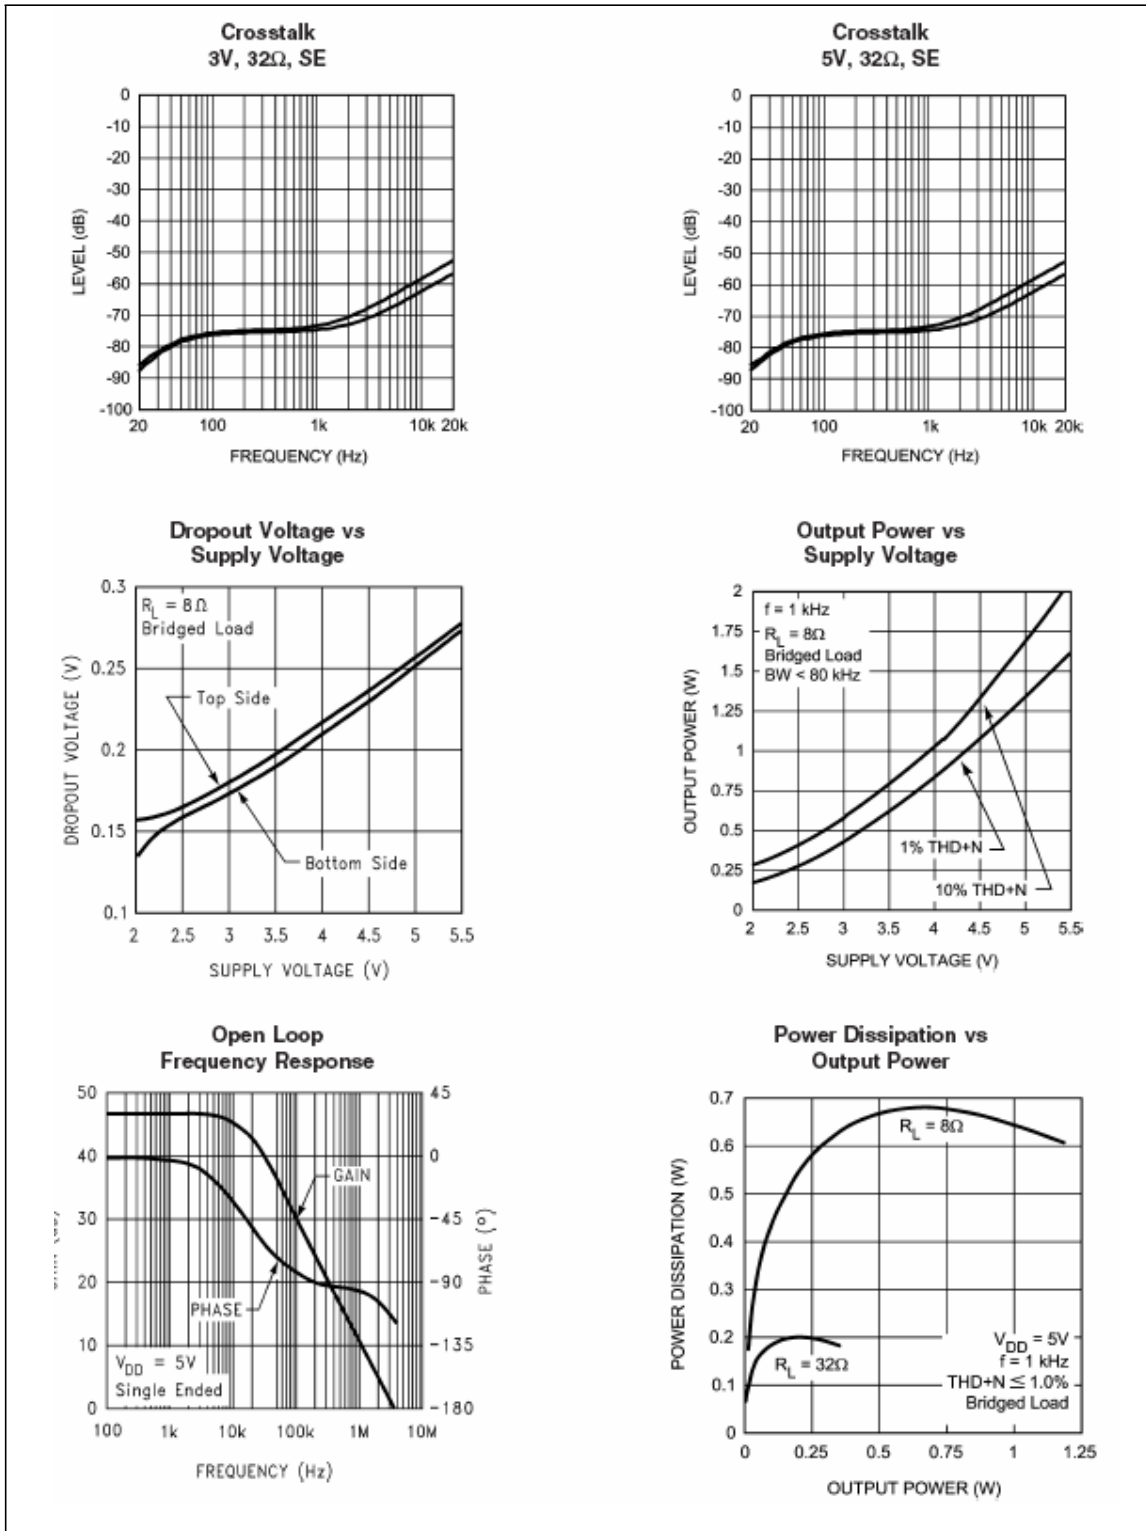 Crosstalk
3V, 32Ω, SE
0
-10
-20
-30
-40
-50
-60
-70
-80
-90
-100
LEVEL (dB)
20 100 1k 10k 20k
FREQUENCY (Hz)
Crosstalk
5V, 32Ω, SE
0
-10
-20
-30
-40
-50
-60
-70
-80
-90
-100
LEVEL (dB)
20 100 1k 10k 20k
FREQUENCY (Hz)
Dropout Voltage vs
Supply Voltage
0.3
0.25
0.2
0.15
0.1
DROPOUT VOLTAGE (V)
RL = 8Ω
Bridged Load
Top Side
Bottom Side
2 2.5 3 3.5 4 4.5 5 5.5
SUPPLY VOLTAGE (V)
Output Power vs
Supply Voltage
2
1.75
1.5
1.25
1
0.75
0.5
0.25
0
OUTPUT POWER (W)
f = 1 kHz
RL = 8Ω
Bridged Load
BW < 80 kHz
1% THD+N
10% THD+N
2 2.5 3 3.5 4 4.5 5 5.5
SUPPLY VOLTAGE (V)
Open Loop
Frequency Response
50
40
30
20
10
0
GAIN
PHASE
VDD = 5V
Single Ended
45
0
-45
-90
-135
-180
PHASE (°)
100 1k 10k 100k 1M 10M
FREQUENCY (Hz)
Power Dissipation vs
Output Power
0.7
0.6
0.5
0.4
0.3
0.2
0.1
0
POWER DISSIPATION (W)
RL = 8Ω
RL = 32Ω
VDD = 5V
f = 1 kHz
THD+N ≤ 1.0%
Bridged Load
0 0.25 0.5 0.75 1 1.25
OUTPUT POWER (W)